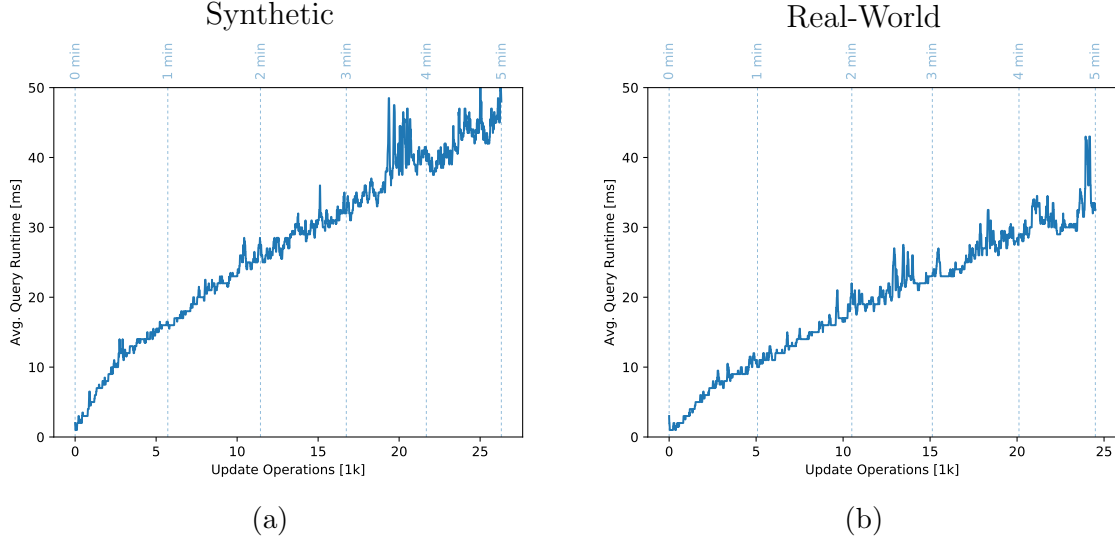 Synthetic
Real-World
0 min
1 min
2 min
3 min
4 min
5 min
50
40
30
20
10
0
Avg. Query Runtime [ms]
0
5
10
15
20
25
Update Operations [1k]
(a)
0 min
1 min
2 min
3 min
4 min
5 min
50
40
30
20
10
0
Avg. Query Runtime [ms]
0
5
10
15
20
25
Update Operations [1k]
(b)